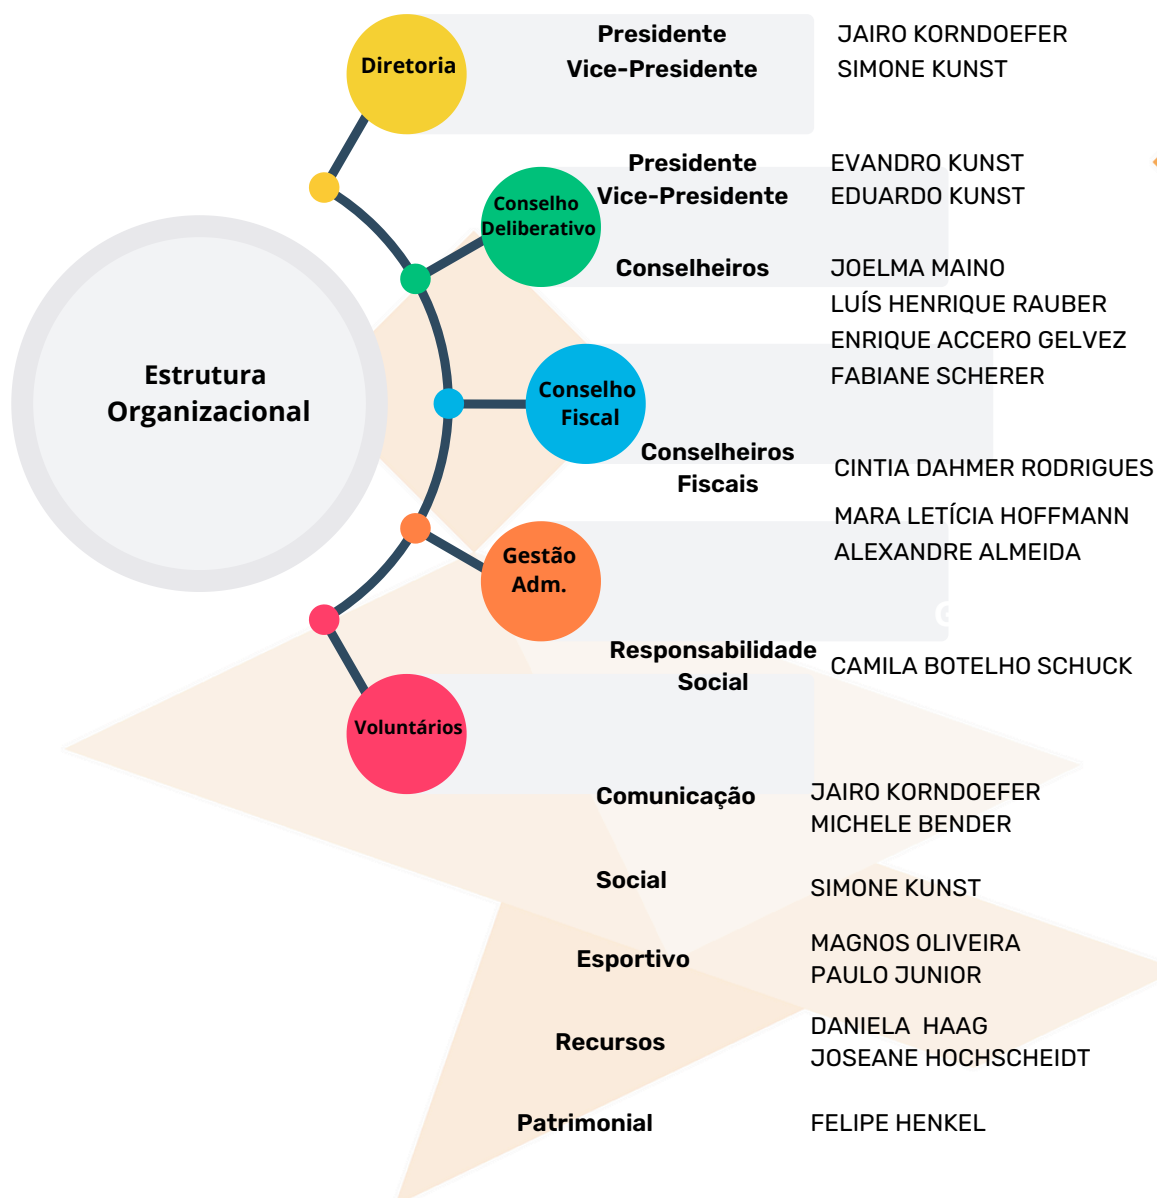 Diretoria
Presidente JAIRO KORNDOEFER
Vice-Presidente SIMONE KUNST
Conselho
Deliberativo
Presidente EVANDRO KUNST
Vice-Presidente EDUARDO KUNST
Conselheiros JOELMA MAINO
LUÍS HENRIQUE RAUBER
ENRIQUE ACCERO GELVEZ
FABIANE SCHERER
Estrutura
Organizacional
Conselho
Fiscal
Conselheiros
Fiscais
CINTIA DAHMER RODRIGUES
MARA LETÍCIA HOFFMANN
ALEXANDRE ALMEIDA
Gestão
Adm.
G
Responsabilidade
Social
CAMILA BOTELHO SCHUCK
Voluntários
Comunicação JAIRO KORNDOEFER
MICHELE BENDER
Social SIMONE KUNST
Esportivo MAGNOS OLIVEIRA
PAULO JUNIOR
Recursos DANIELA  HAAG
JOSEANE HOCHSCHEIDT
Patrimonial FELIPE HENKEL